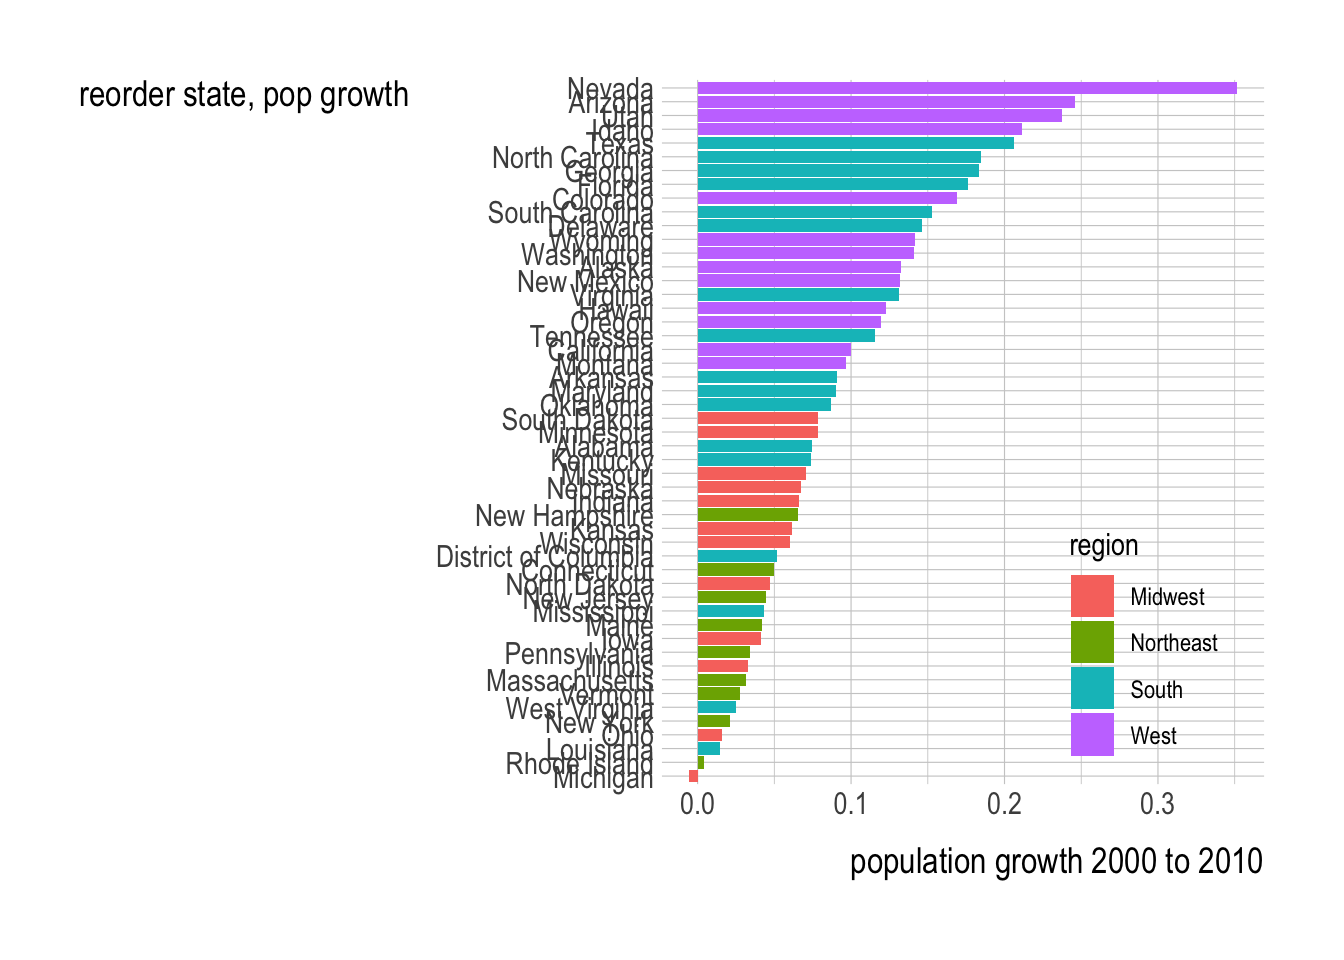 reorder state, pop growth
Nevada
Arizona
Utah
Idaho
Texas
North Carolina
Georgia
Florida
Colorado
South Carolina
Delaware
Wyoming
Washington
Alaska
New Mexico
Virginia
Hawaii
Oregon
Tennessee
California
Montana
Arkansas
Maryland
Oklahoma
South Dakota
Minnesota
Alabama
Kentucky
Missouri
Nebraska
Indiana
New Hampshire
Kansas
Wisconsin
District of Columbia
Connecticut
North Dakota
New Jersey
Mississippi
Maine
Iowa
Pennsylvania
Illinois
Massachusetts
Vermont
West Virginia
New York
Ohio
Louisiana
Rhode Island
Michigan
region
Midwest
Northeast
South
West
0.0 0.1 0.2 0.3
population growth 2000 to 2010